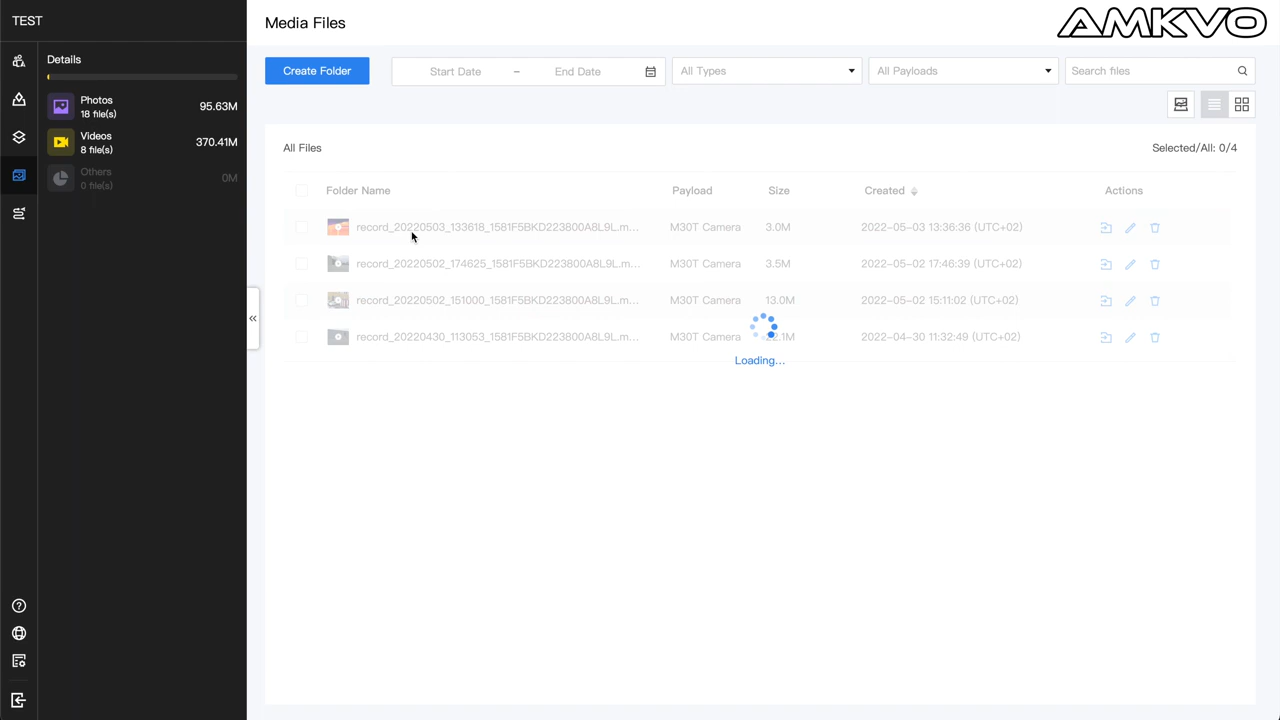 TEST
Media Files
AMKVO
Details
Photos
18 file(s)
95.63M
Videos
8 file(s)
370.41M
Others
0 file(s)
0M
Create Folder
Start Date – End Date
All Types
All Payloads
Search files
All Files
Selected/All: 0/4
Folder Name Payload Size Created Actions
record_20220503_133618_1581F5BKD223800A8L9L.m... M30T Camera 3.0M 2022-05-03 13:36:36 (UTC+02)
record_20220502_174625_1581F5BKD223800A8L9L.m... M30T Camera 3.5M 2022-05-02 17:46:39 (UTC+02)
record_20220502_151000_1581F5BKD223800A8L9L.m... M30T Camera 13.0M 2022-05-02 15:11:02 (UTC+02)
record_20220430_113053_1581F5BKD223800A8L9L.m... M30T Camera 2022-04-30 11:32:49 (UTC+02)
Loading...